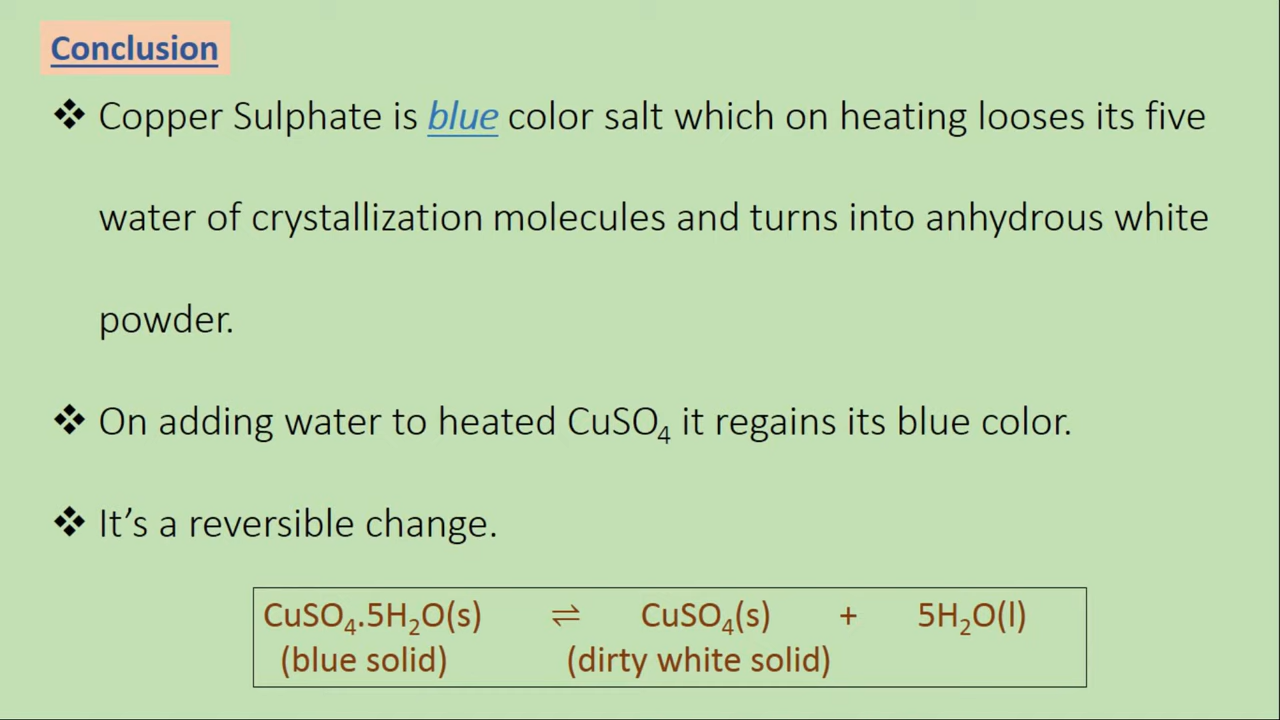 Conclusion
❖ Copper Sulphate is blue color salt which on heating looses its five
water of crystallization molecules and turns into anhydrous white
powder.
❖ On adding water to heated CuSO₄ it regains its blue color.
❖ It’s a reversible change.
CuSO₄.5H₂O(s) ⇌ CuSO₄(s) + 5H₂O(l)
(blue solid) (dirty white solid)